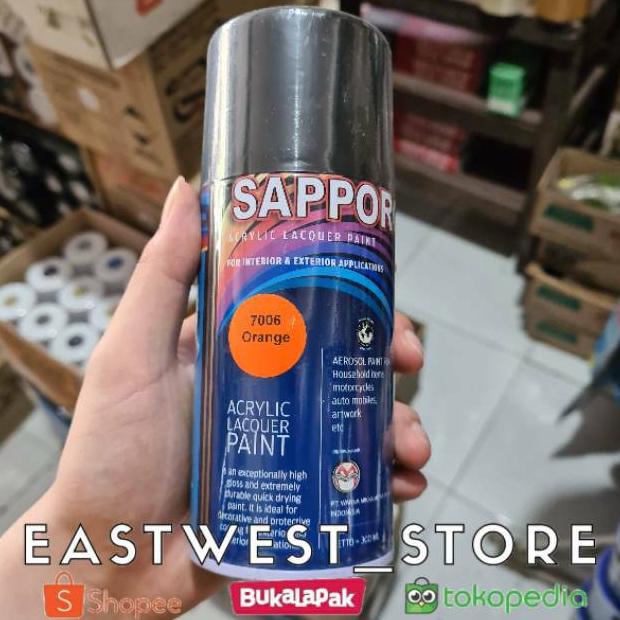 SAPPOR
ACRYLIC LACQUER PAINT
FOR INTERIOR & EXTERIOR APPLICATIONS
7006
Orange
AEROSOL PAINT
Household items
motorcycles
auto mobiles,
artwork
etc
ACRYLIC
LACQUER
PAINT
is an exceptionally high
gloss and extremely
durable quick drying
paint. It is ideal for
decorative and protective
INDONESIA
EASTWEST_STORE
Shopee
BukaLapak
tokopedia